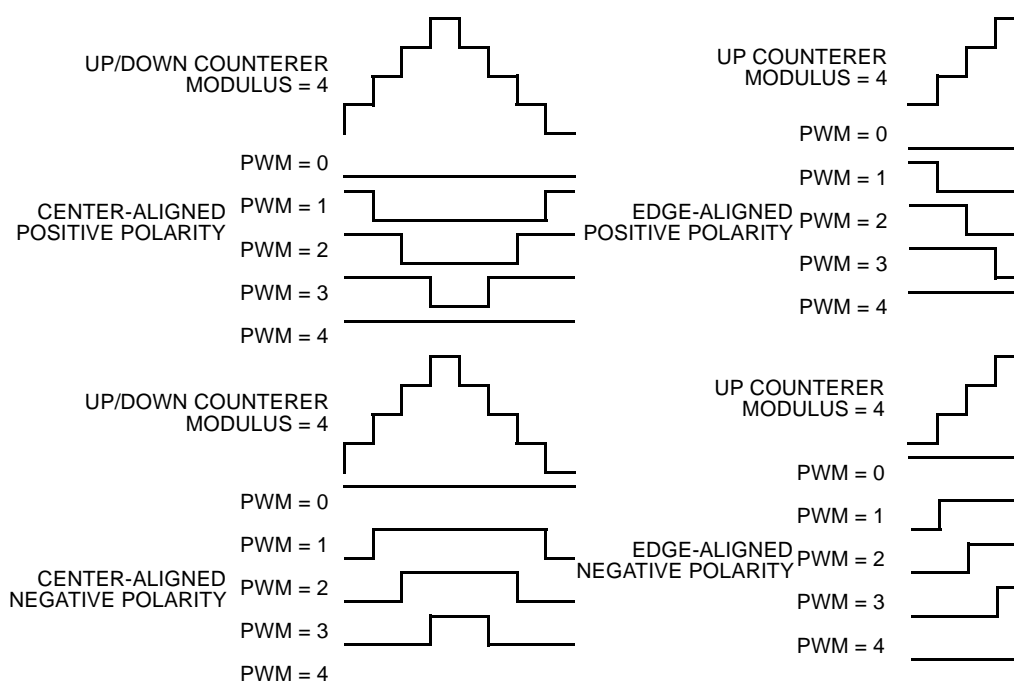 UP/DOWN COUNTERER
MODULUS = 4
PWM = 0
PWM = 1
CENTER-ALIGNED
POSITIVE POLARITY
PWM = 2
PWM = 3
PWM = 4
UP COUNTERER
MODULUS = 4
PWM = 0
PWM = 1
EDGE-ALIGNED
POSITIVE POLARITY
PWM = 2
PWM = 3
PWM = 4
UP/DOWN COUNTERER
MODULUS = 4
PWM = 0
PWM = 1
CENTER-ALIGNED
NEGATIVE POLARITY
PWM = 2
PWM = 3
PWM = 4
UP COUNTERER
MODULUS = 4
PWM = 0
PWM = 1
EDGE-ALIGNED
NEGATIVE POLARITY
PWM = 2
PWM = 3
PWM = 4